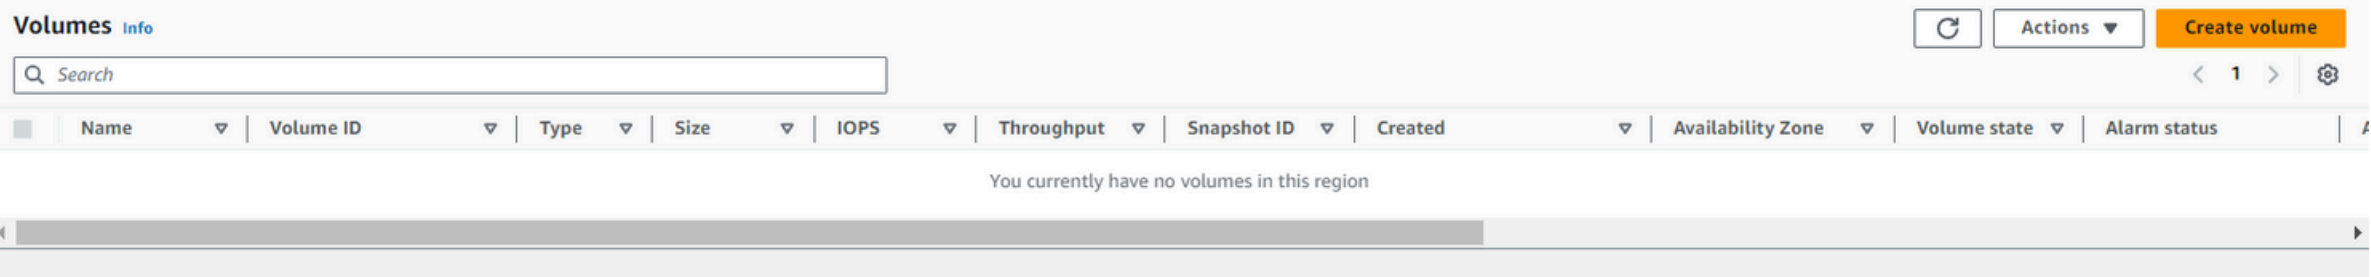 Volumes Info
Actions Create volume
Search
1
Name Volume ID Type Size IOPS Throughput Snapshot ID Created Availability Zone Volume state Alarm status
You currently have no volumes in this region